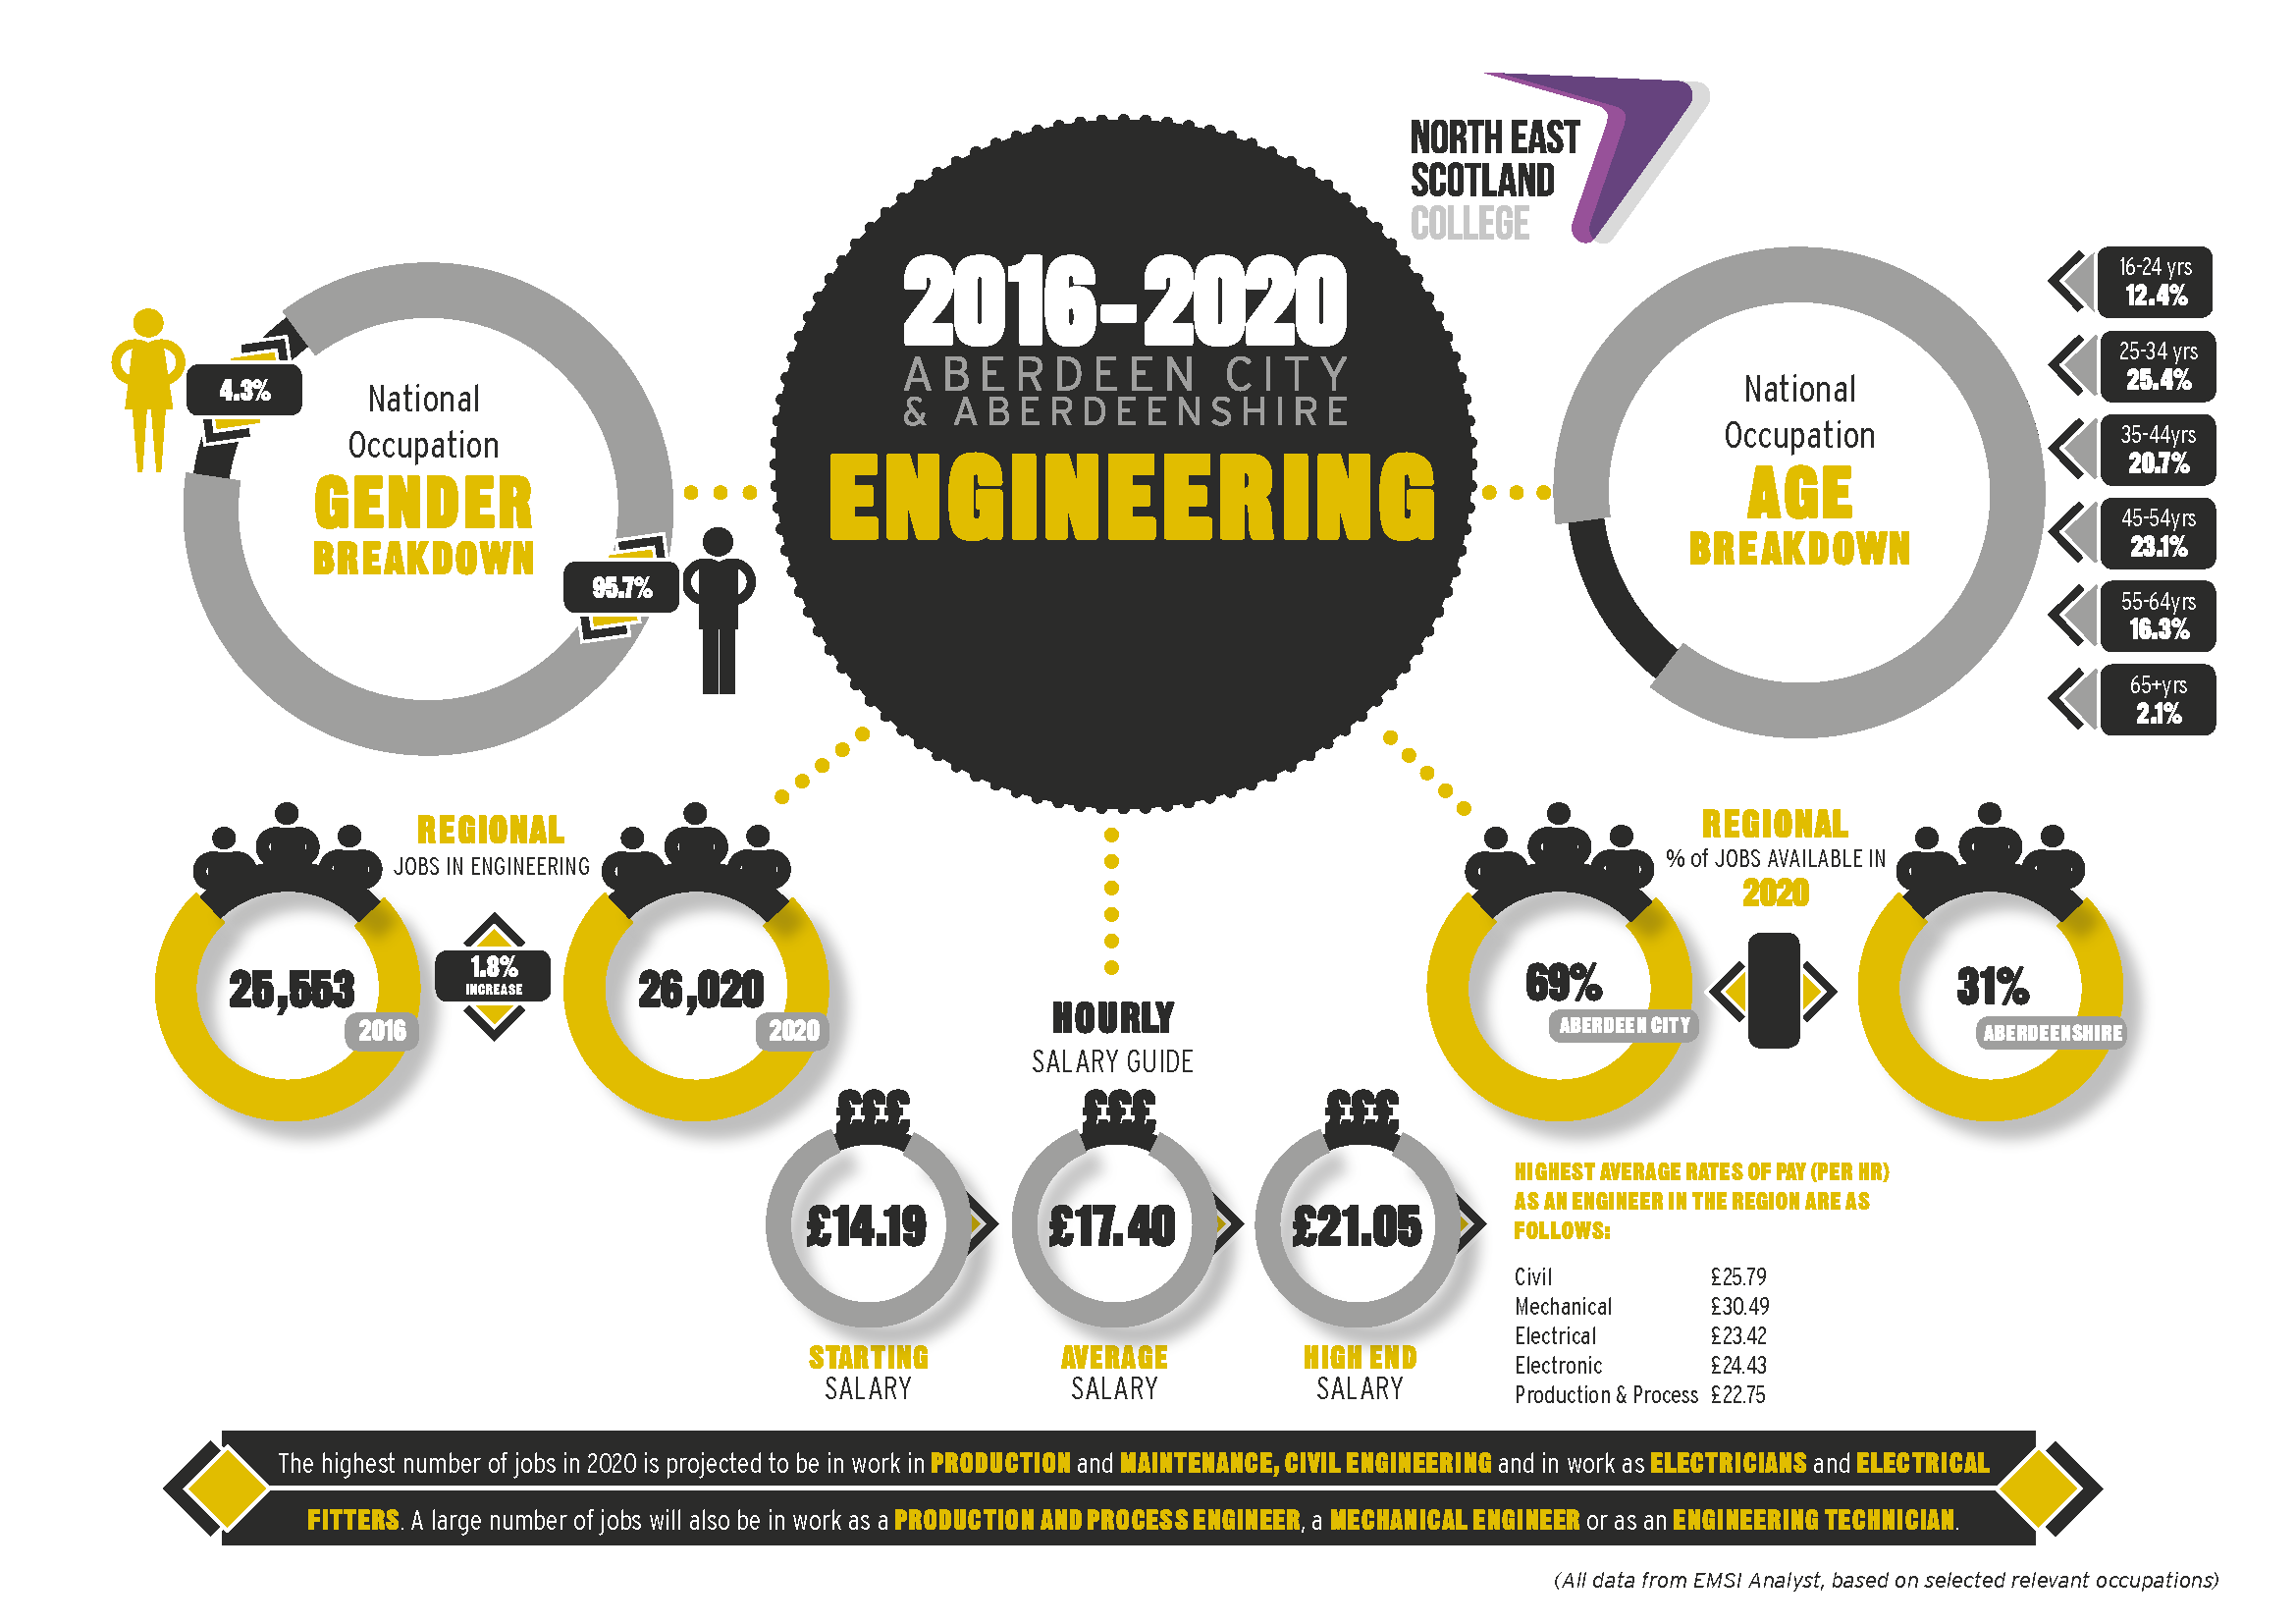 NORTH EAST
SCOTLAND
COLLEGE
2016-2020
ABERDEEN CITY
& ABERDEENSHIRE
ENGINEERING
4.3%
National
Occupation
GENDER
BREAKDOWN
95.7%
National
Occupation
AGE
BREAKDOWN
16-24 yrs
12.4%
25-34 yrs
25.4%
35-44yrs
20.7%
45-54yrs
23.1%
55-64yrs
16.3%
65+yrs
2.1%
REGIONAL
JOBS IN ENGINEERING
25,553
2016
1.8%
INCREASE
26,020
2020
REGIONAL
% of JOBS AVAILABLE IN
2020
69%
ABERDEEN CITY
31%
ABERDEENSHIRE
HOURLY
SALARY GUIDE
£££
£££
£££
£14.19
£17.40
£21.05
STARTING
SALARY
AVERAGE
SALARY
HIGH END
SALARY
HIGHEST AVERAGE RATES OF PAY (PER HR)
AS AN ENGINEER IN THE REGION ARE AS
FOLLOWS:
Civil £25.79
Mechanical £30.49
Electrical £23.42
Electronic £24.43
Production & Process £22.75
The highest number of jobs in 2020 is projected to be in work in PRODUCTION and MAINTENANCE, CIVIL ENGINEERING and in work as ELECTRICIANS and ELECTRICAL
FITTERS. A large number of jobs will also be in work as a PRODUCTION AND PROCESS ENGINEER, a MECHANICAL ENGINEER or as an ENGINEERING TECHNICIAN.
(All data from EMSI Analyst, based on selected relevant occupations)